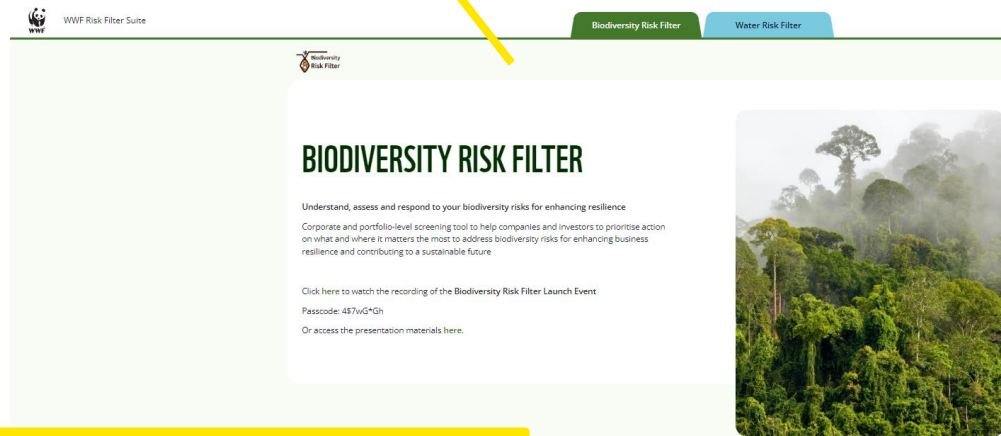 WWF
WWF Risk Filter Suite
Biodiversity Risk Filter
Water Risk Filter
Biodiversity
Risk Filter
BIODIVERSITY RISK FILTER
Understand, assess and respond to your biodiversity risks for enhancing resilience
Corporate and portfolio-level screening tool to help companies and investors to prioritise action
on what and where it matters the most to address biodiversity risks for enhancing business
resilience and contributing to a sustainable future
Click here to watch the recording of the Biodiversity Risk Filter Launch Event
Passcode: 4$7wG*Gh
Or access the presentation materials here.